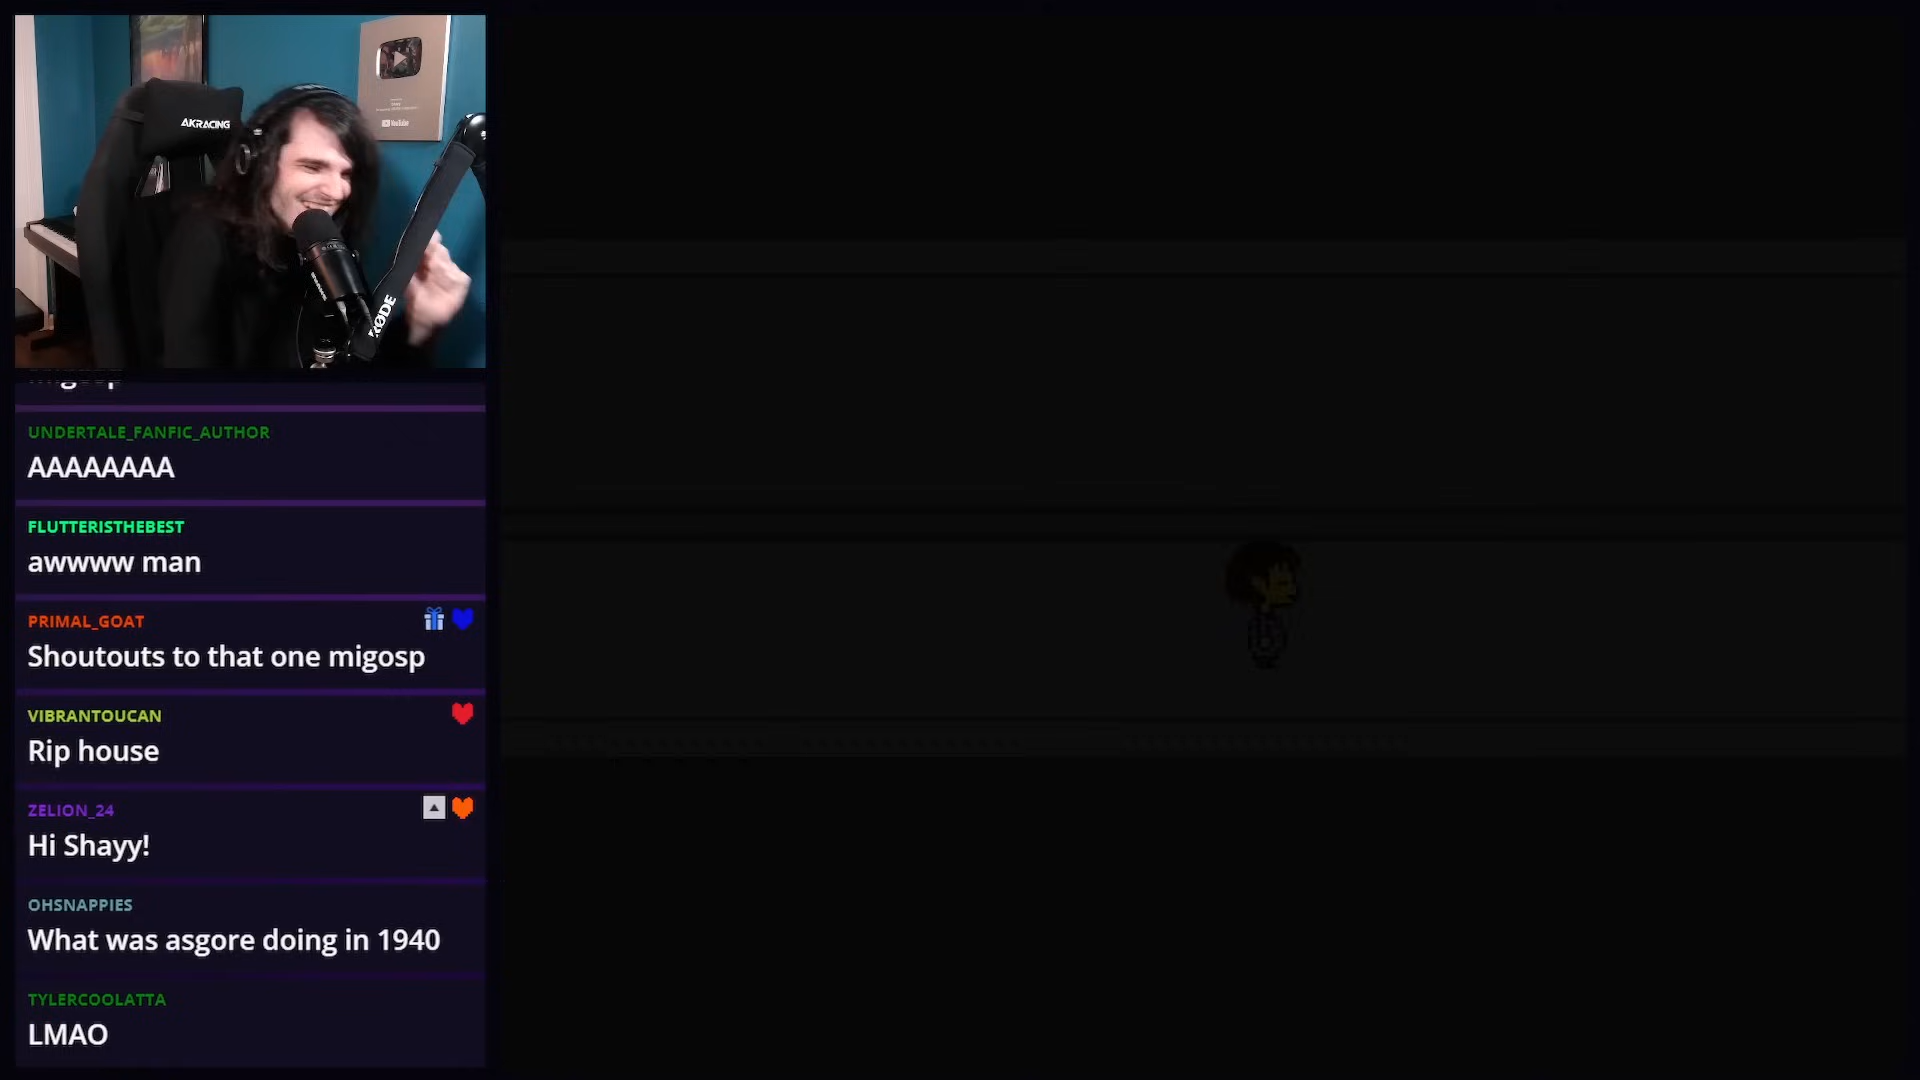 AKRACING
YouTube
RØDE
UNDERTALE_FANFIC_AUTHOR
AAAAAAAA
FLUTTERISTHEBEST
awwww man
PRIMAL_GOAT
Shoutouts to that one migosp
VIBRANTOUCAN
Rip house
ZELION_24
Hi Shayy!
OHSNAPPIES
What was asgore doing in 1940
TYLERCOOLATTA
LMAO